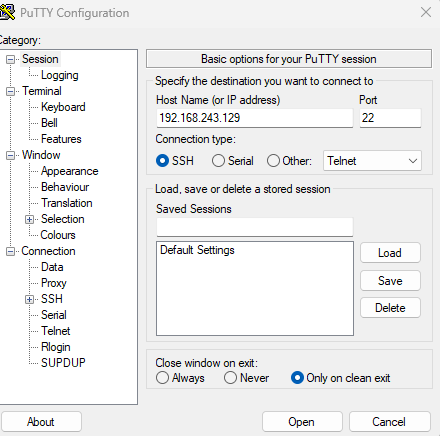 PuTTY Configuration
Category:
Session
Logging
Terminal
Keyboard
Bell
Features
Window
Appearance
Behaviour
Translation
Selection
Colours
Connection
Data
Proxy
SSH
Serial
Telnet
Rlogin
SUPDUP
Basic options for your PuTTY session
Specify the destination you want to connect to
Host Name (or IP address) Port
192.168.243.129 22
Connection type:
SSH Serial Other: Telnet
Load, save or delete a stored session
Saved Sessions
Default Settings
Load
Save
Delete
Close window on exit:
Always Never Only on clean exit
About Open Cancel